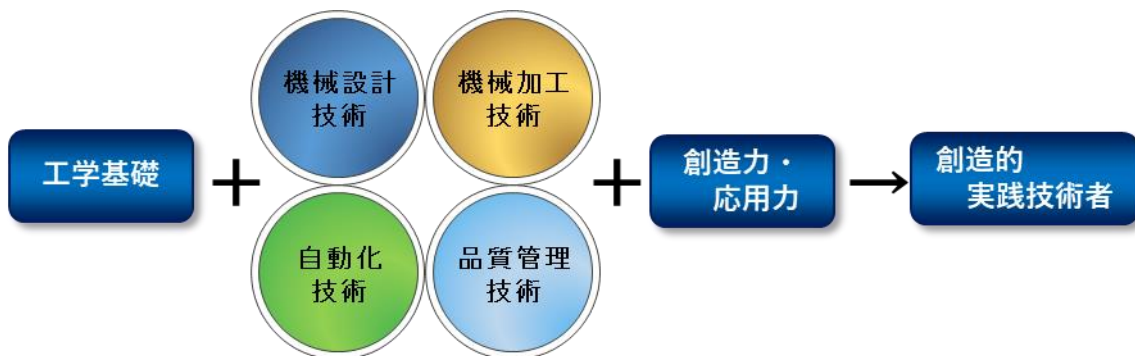 工学基礎
+
機械設計
技術
機械加工
技術
自動化
技術
品質管理
技術
+
創造力・
応用力
→
創造的
実践技術者